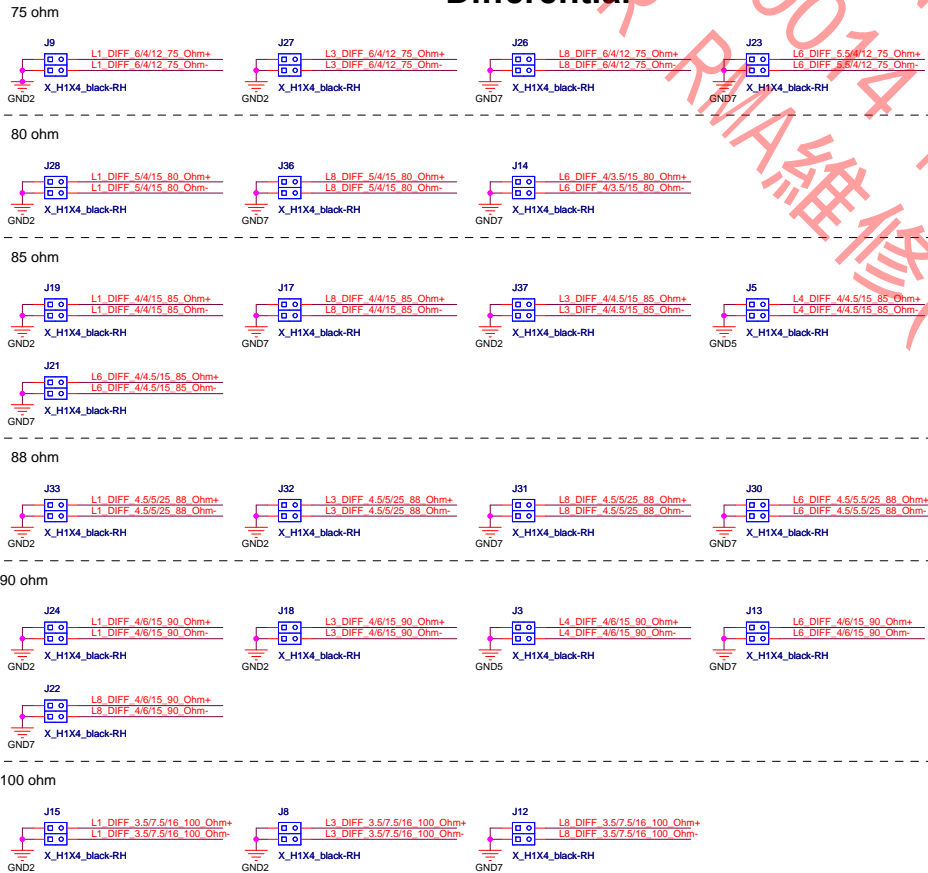 Differential
75 ohm
J9 J27 J26 J23
L1_DIFF_6/4/12_75_Ohm+ L3_DIFF_6/4/12_75_Ohm+ L8_DIFF_6/4/12_75_Ohm+ L6_DIFF_5.5/4/12_75_Ohm+
L1_DIFF_6/4/12_75_Ohm- L3_DIFF_6/4/12_75_Ohm- L8_DIFF_6/4/12_75_Ohm- L6_DIFF_5.5/4/12_75_Ohm-
X_H1X4_black-RH X_H1X4_black-RH X_H1X4_black-RH X_H1X4_black-RH
GND2 GND2 GND7 GND7
80 ohm
J28 J36 J14
L1_DIFF_5/4/15_80_Ohm+ L8_DIFF_5/4/15_80_Ohm+ L6_DIFF_4/3.5/15_80_Ohm+
L1_DIFF_5/4/15_80_Ohm- L8_DIFF_5/4/15_80_Ohm- L6_DIFF_4/3.5/15_80_Ohm-
X_H1X4_black-RH X_H1X4_black-RH X_H1X4_black-RH
GND2 GND7 GND7
85 ohm
J19 J17 J37 J5
L1_DIFF_4/4/15_85_Ohm+ L8_DIFF_4/4/15_85_Ohm+ L3_DIFF_4/4.5/15_85_Ohm+ L4_DIFF_4/4.5/15_85_Ohm+
L1_DIFF_4/4/15_85_Ohm- L8_DIFF_4/4/15_85_Ohm- L3_DIFF_4/4.5/15_85_Ohm- L4_DIFF_4/4.5/15_85_Ohm-
X_H1X4_black-RH X_H1X4_black-RH X_H1X4_black-RH X_H1X4_black-RH
GND2 GND7 GND2 GND5
J21
L6_DIFF_4/4.5/15_85_Ohm+
L6_DIFF_4/4.5/15_85_Ohm-
X_H1X4_black-RH
GND7
88 ohm
J33 J32 J31 J30
L1_DIFF_4.5/5/25_88_Ohm+ L3_DIFF_4.5/5/25_88_Ohm+ L8_DIFF_4.5/5/25_88_Ohm+ L6_DIFF_4.5/5.5/25_88_Ohm+
L1_DIFF_4.5/5/25_88_Ohm- L3_DIFF_4.5/5/25_88_Ohm- L8_DIFF_4.5/5/25_88_Ohm- L6_DIFF_4.5/5.5/25_88_Ohm-
X_H1X4_black-RH X_H1X4_black-RH X_H1X4_black-RH X_H1X4_black-RH
GND2 GND2 GND7 GND7
90 ohm
J24 J18 J3 J13
L1_DIFF_4/6/15_90_Ohm+ L3_DIFF_4/6/15_90_Ohm+ L4_DIFF_4/6/15_90_Ohm+ L6_DIFF_4/6/15_90_Ohm+
L1_DIFF_4/6/15_90_Ohm- L3_DIFF_4/6/15_90_Ohm- L4_DIFF_4/6/15_90_Ohm- L6_DIFF_4/6/15_90_Ohm-
X_H1X4_black-RH X_H1X4_black-RH X_H1X4_black-RH X_H1X4_black-RH
GND2 GND2 GND5 GND7
J22
L8_DIFF_4/6/15_90_Ohm+
L8_DIFF_4/6/15_90_Ohm-
X_H1X4_black-RH
GND7
100 ohm
J15 J8 J12
L1_DIFF_3.5/7.5/16_100_Ohm+ L3_DIFF_3.5/7.5/16_100_Ohm+ L8_DIFF_3.5/7.5/16_100_Ohm+
L1_DIFF_3.5/7.5/16_100_Ohm- L3_DIFF_3.5/7.5/16_100_Ohm- L8_DIFF_3.5/7.5/16_100_Ohm-
X_H1X4_black-RH X_H1X4_black-RH X_H1X4_black-RH
GND2 GND2 GND7
0014
RMA維修